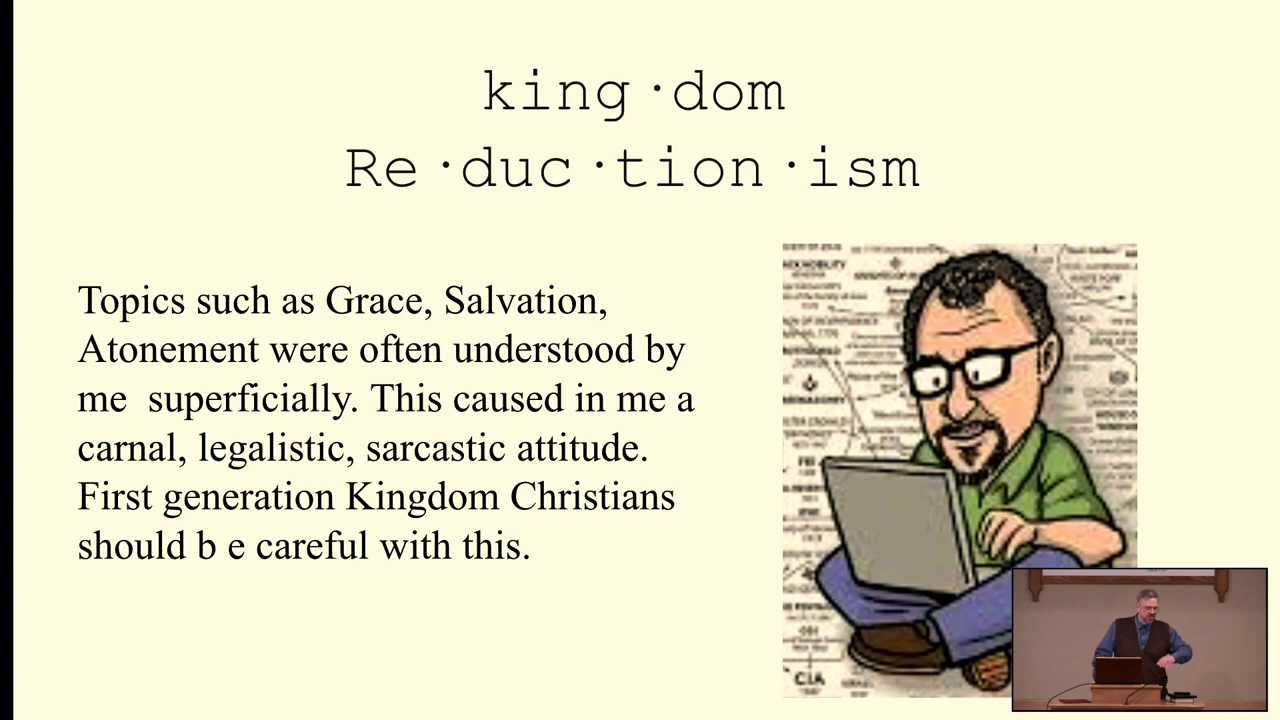 king·dom
Re·duc·tion·ism
Topics such as Grace, Salvation,
Atonement were often understood by
me  superficially. This caused in me a
carnal, legalistic, sarcastic attitude.
First generation Kingdom Christians
should b e careful with this.
CIA